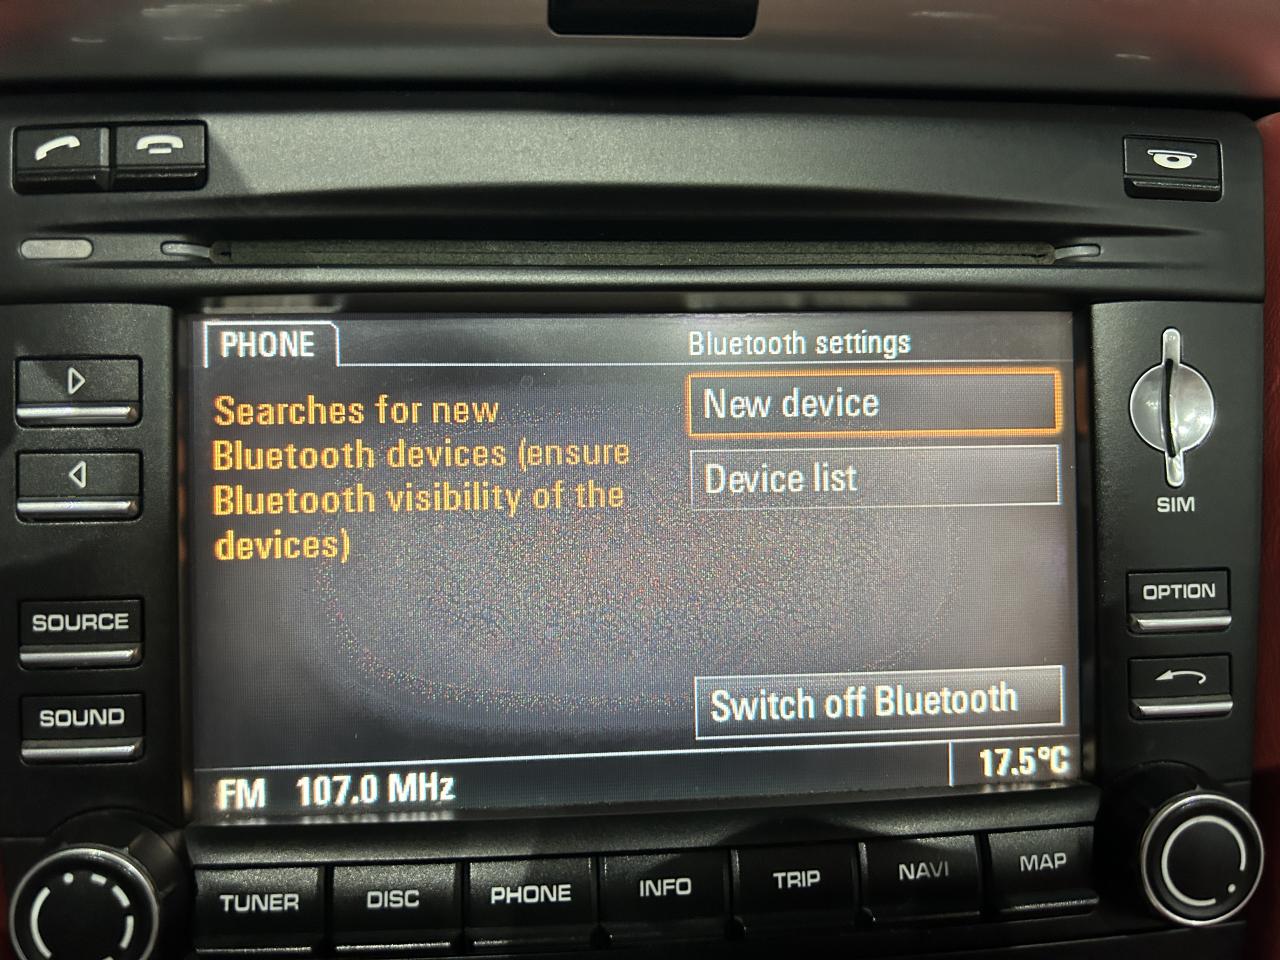 PHONE
Bluetooth settings
Searches for new
Bluetooth devices (ensure
Bluetooth visibility of the
devices)
New device
Device list
Switch off Bluetooth
FM 107.0 MHz
17.5°C
SIM
OPTION
SOURCE
SOUND
TUNER
DISC
PHONE
INFO
TRIP
NAVI
MAP